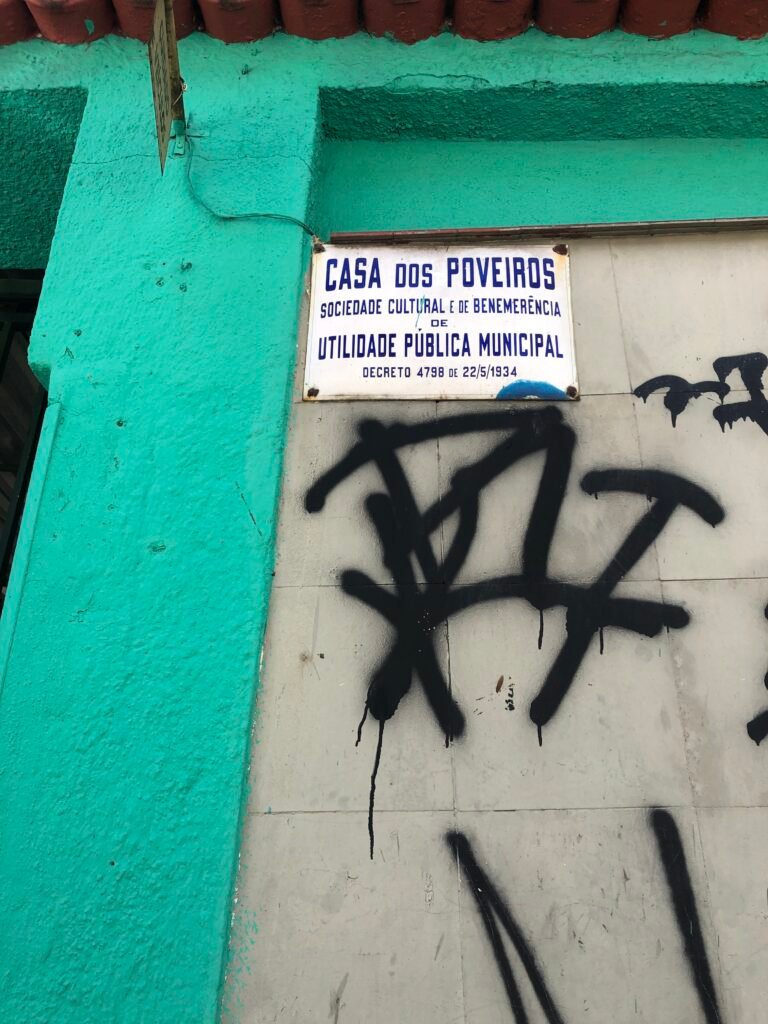 CASA DOS POVEIROS
SOCIEDADE CULTURAL E DE BENEMERÊNCIA
DE
UTILIDADE PÚBLICA MUNICIPAL
DECRETO 4798 DE 22/5/1934